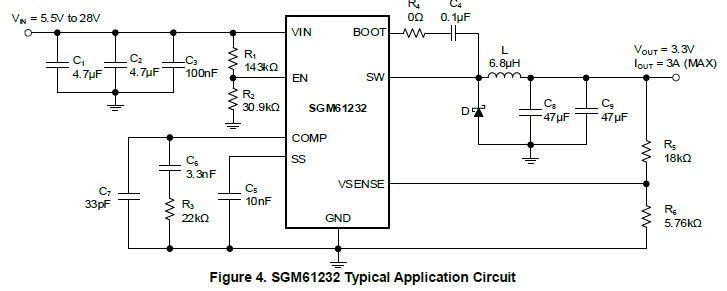 V_IN = 5.5V to 28V
R₄
0Ω
C₄
0.1µF
VIN
BOOT
C₁
4.7µF
C₂
4.7µF
C₃
100nF
R₁
143kΩ
EN
SW
L
6.8µH
V_OUT = 3.3V
I_OUT = 3A (MAX)
R₂
30.9kΩ
SGM61232
D
C₈
47µF
C₉
47µF
COMP
SS
R₅
18kΩ
C₆
3.3nF
C₇
33pF
R₃
22kΩ
C₅
10nF
VSENSE
GND
R₆
5.76kΩ
Figure 4. SGM61232 Typical Application Circuit